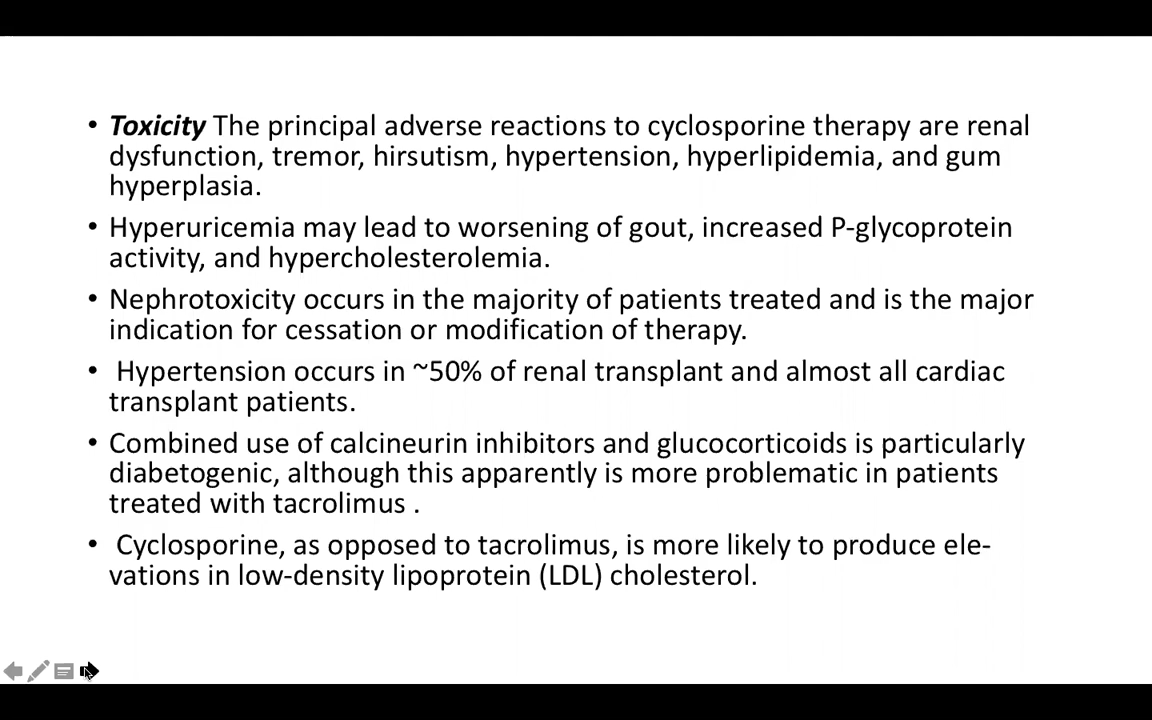 • Toxicity The principal adverse reactions to cyclosporine therapy are renal
dysfunction, tremor, hirsutism, hypertension, hyperlipidemia, and gum
hyperplasia.
• Hyperuricemia may lead to worsening of gout, increased P-glycoprotein
activity, and hypercholesterolemia.
• Nephrotoxicity occurs in the majority of patients treated and is the major
indication for cessation or modification of therapy.
• Hypertension occurs in ~50% of renal transplant and almost all cardiac
transplant patients.
• Combined use of calcineurin inhibitors and glucocorticoids is particularly
diabetogenic, although this apparently is more problematic in patients
treated with tacrolimus .
• Cyclosporine, as opposed to tacrolimus, is more likely to produce ele-
vations in low-density lipoprotein (LDL) cholesterol.